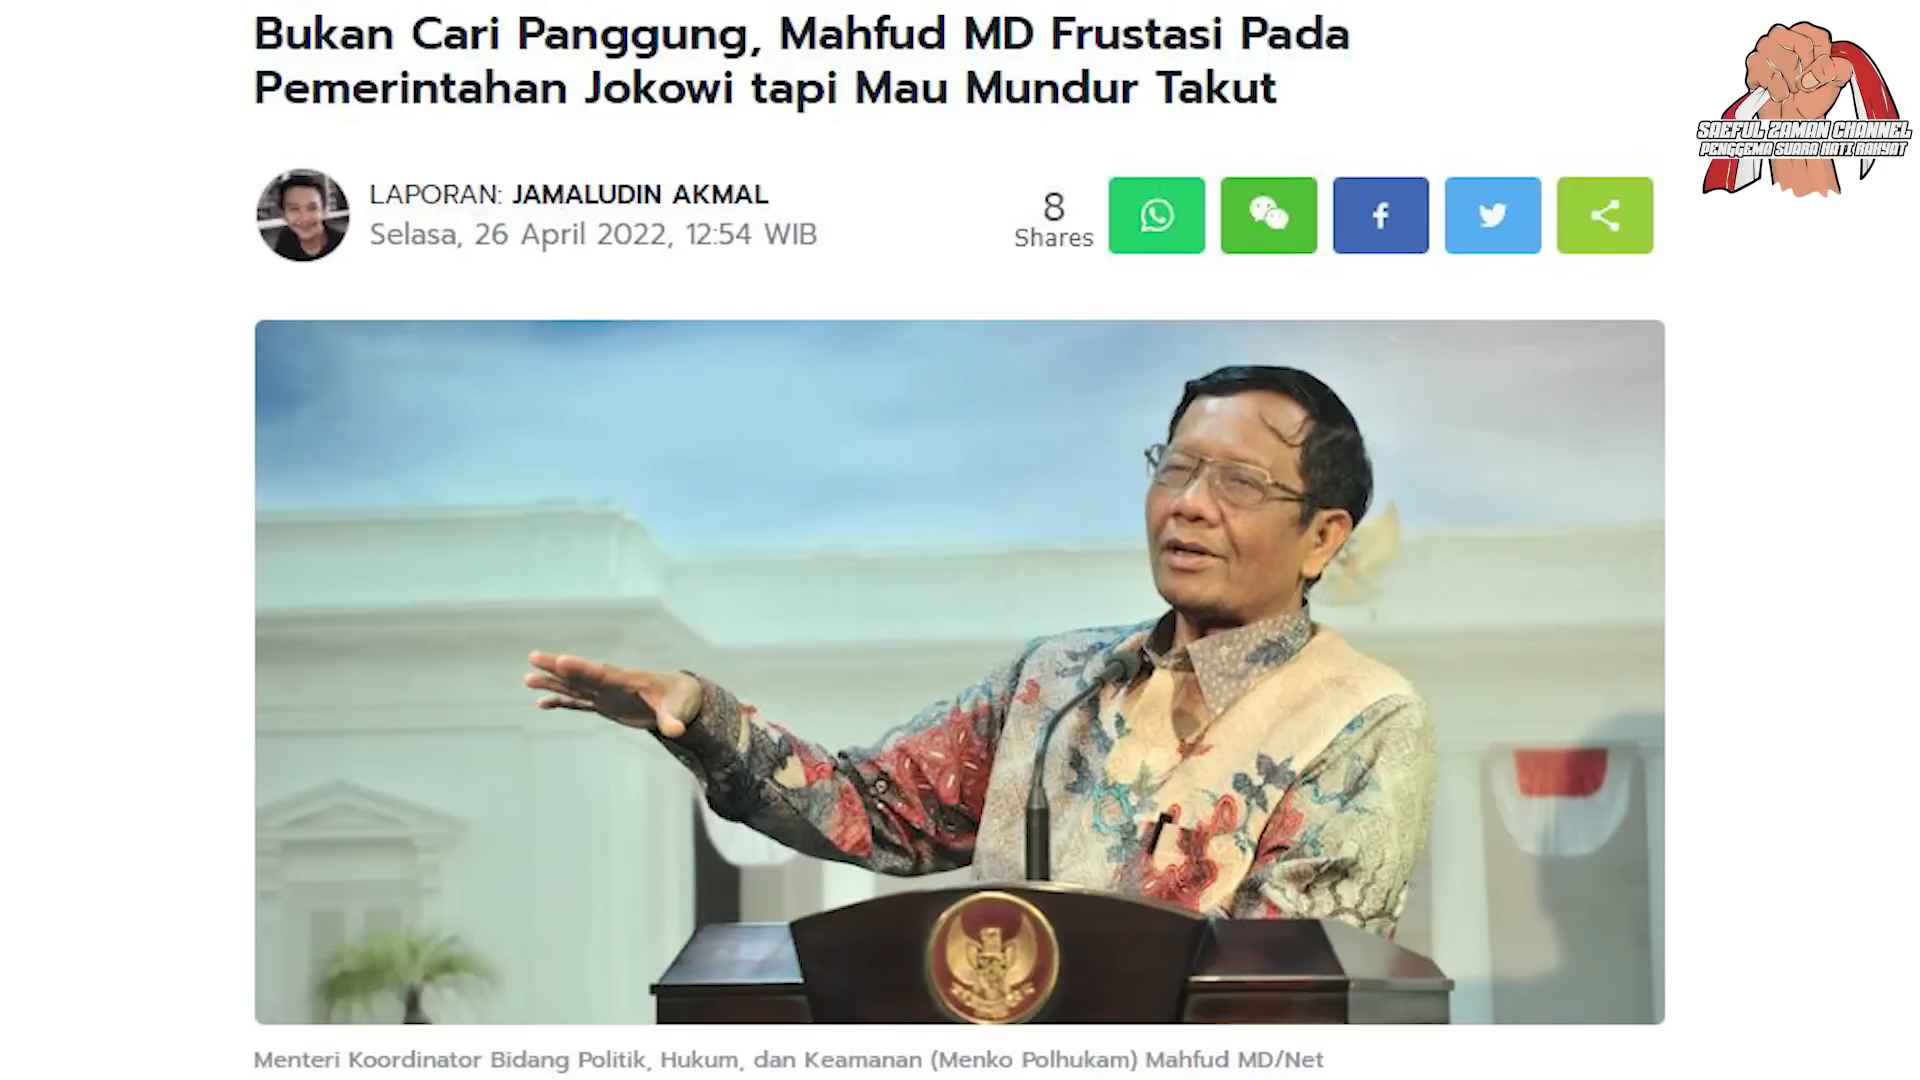 Bukan Cari Panggung, Mahfud MD Frustasi Pada
Pemerintahan Jokowi tapi Mau Mundur Takut
SAEFUL ZAMAN CHANNEL
PENGGEMA SUARA HATI RAKYAT
LAPORAN: JAMALUDIN AKMAL
Selasa, 26 April 2022, 12:54 WIB
8
Shares
Menteri Koordinator Bidang Politik, Hukum, dan Keamanan (Menko Polhukam) Mahfud MD/Net